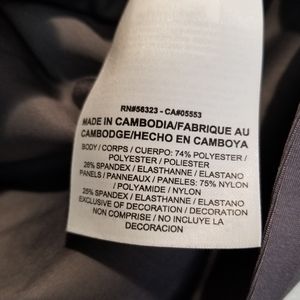 RN#56323 - CA#05553
MADE IN CAMBODIA/FABRIQUE AU
CAMBODGE/HECHO EN CAMBOYA
BODY / CORPS / CUERPO: 74% POLYESTER /
POLYESTER / POLIESTER
26% SPANDEX / ELASTHANNE / ELASTANO
PANELS / PANNEAUX / PANELES: 75% NYLON
/ POLYAMIDE / NYLON
25% SPANDEX / ELASTHANNE / ELASTANO
EXCLUSIVE OF DECORATION / DECORATION
NON COMPRISE / NO INCLUYE LA
DECORACION